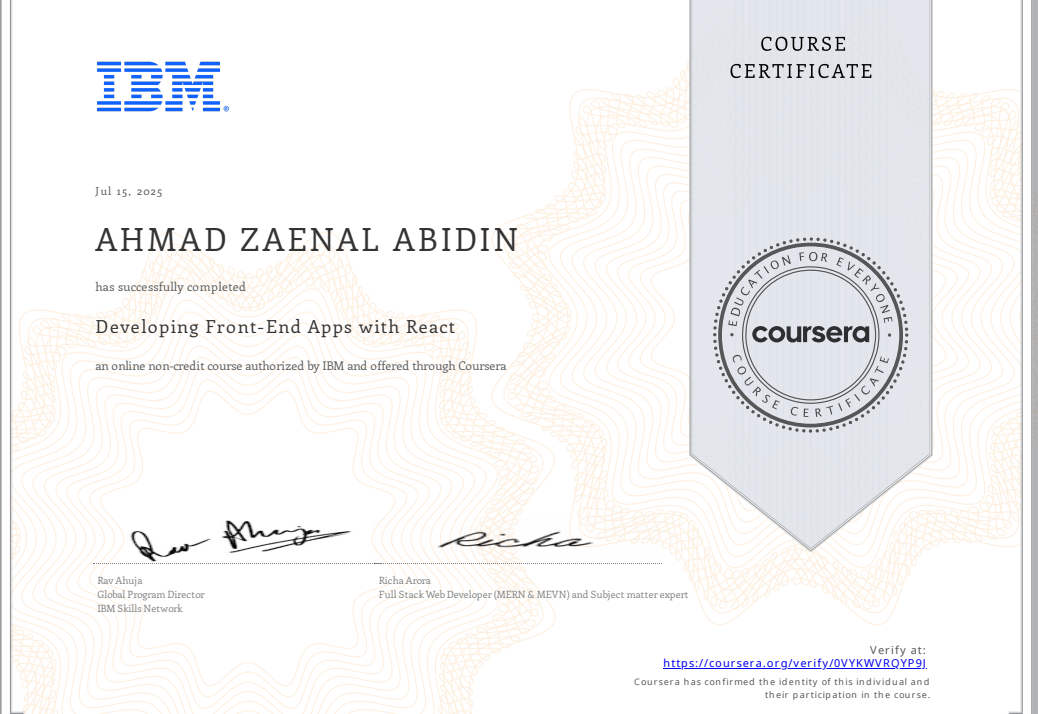 COURSE
CERTIFICATE
IBM®
Jul 15, 2025
AHMAD ZAENAL ABIDIN
has successfully completed
Developing Front-End Apps with React
an online non-credit course authorized by IBM and offered through Coursera
EDUCATION FOR EVERYONE
coursera
COURSE CERTIFICATE
Rav Ahuja
Richa
Rav Ahuja
Global Program Director
IBM Skills Network
Richa Arora
Full Stack Web Developer (MERN & MEVN) and Subject matter expert
Verify at:
https://coursera.org/verify/0VYKWVRQYP9J
Coursera has confirmed the identity of this individual and
their participation in the course.